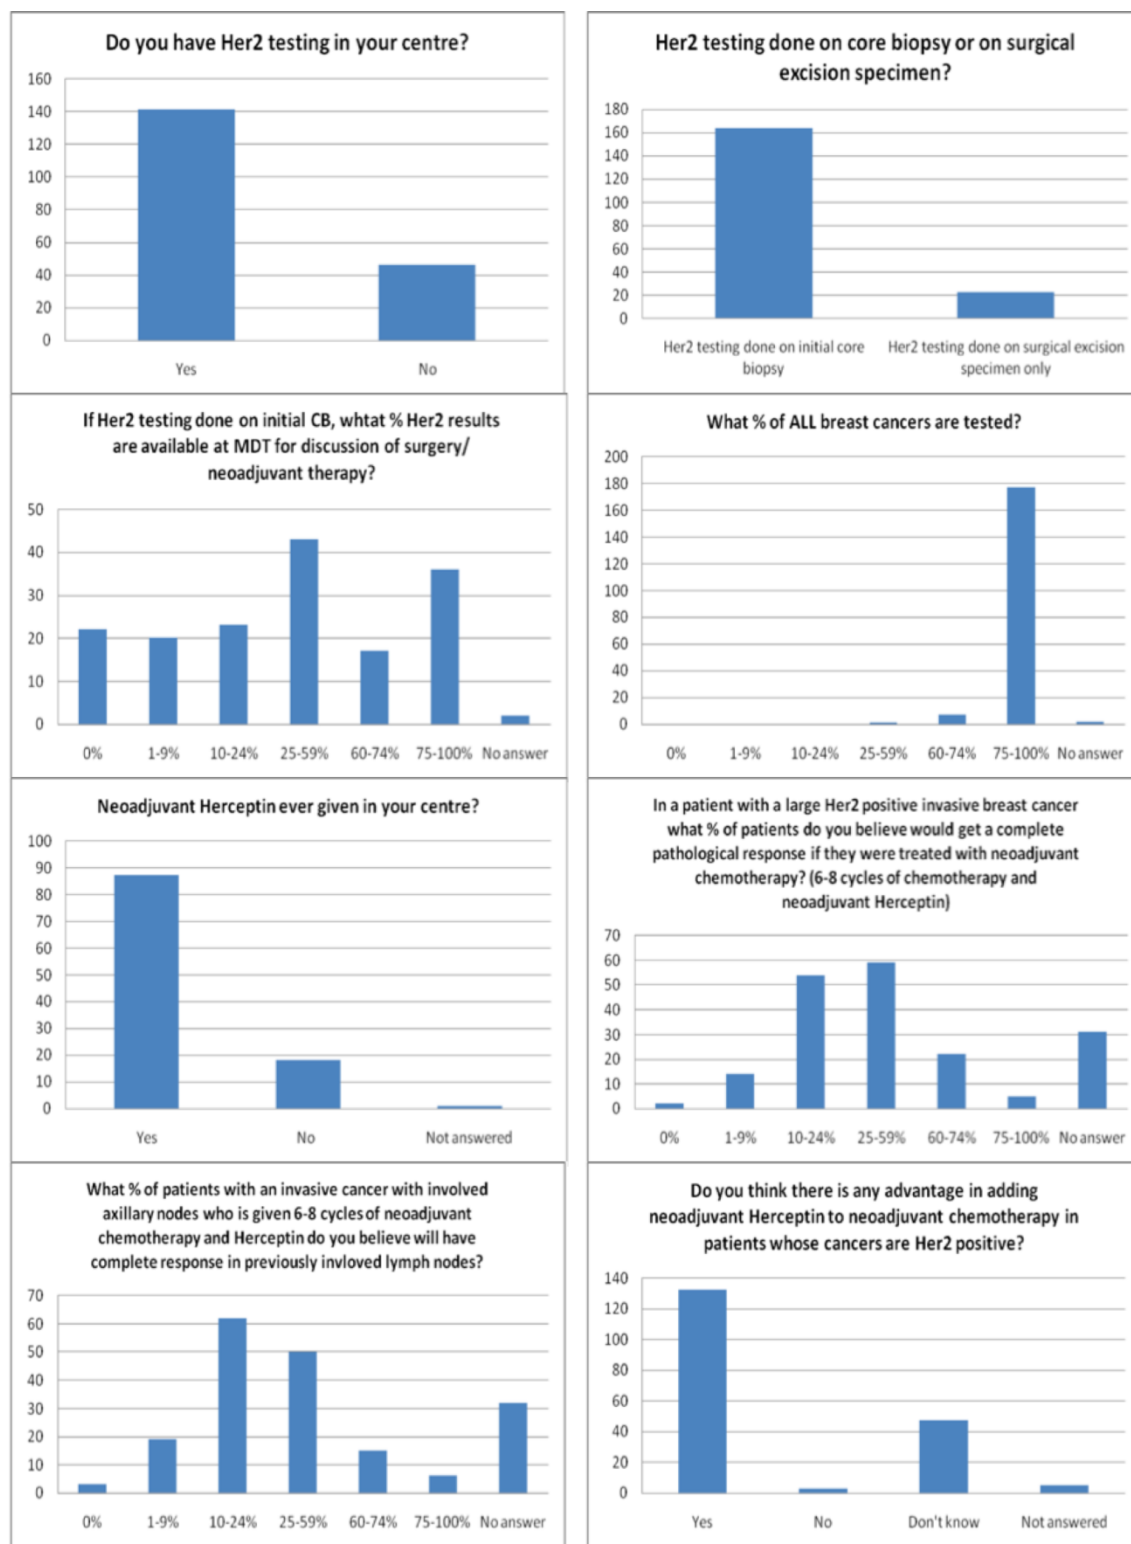 Do you have Her2 testing in your centre?
160
140
120
100
80
60
40
20
0
Yes No
Her2 testing done on core biopsy or on surgical
excision specimen?
180
160
140
120
100
80
60
40
20
0
Her2 testing done on initial core Her2 testing done on surgical excision
biopsy specimen only
If Her2 testing done on initial CB, whtat % Her2 results
are available at MDT for discussion of surgery/
neoadjuvant therapy?
50
40
30
20
10
0
0% 1-9% 10-24% 25-59% 60-74% 75-100% No answer
What % of ALL breast cancers are tested?
200
180
160
140
120
100
80
60
40
20
0
0% 1-9% 10-24% 25-59% 60-74% 75-100% No answer
Neoadjuvant Herceptin ever given in your centre?
100
90
80
70
60
50
40
30
20
10
0
Yes No Not answered
In a patient with a large Her2 positive invasive breast cancer
what % of patients do you believe would get a complete
pathological response if they were treated with neoadjuvant
chemotherapy? (6-8 cycles of chemotherapy and
neoadjuvant Herceptin)
70
60
50
40
30
20
10
0
0% 1-9% 10-24% 25-59% 60-74% 75-100% No answer
What % of patients with an invasive cancer with involved
axillary nodes who is given 6-8 cycles of neoadjuvant
chemotherapy and Herceptin do you believe will have
complete response in previously invloved lymph nodes?
70
60
50
40
30
20
10
0
0% 1-9% 10-24% 25-59% 60-74% 75-100% No answer
Do you think there is any advantage in adding
neoadjuvant Herceptin to neoadjuvant chemotherapy in
patients whose cancers are Her2 positive?
140
120
100
80
60
40
20
0
Yes No Don't know Not answered